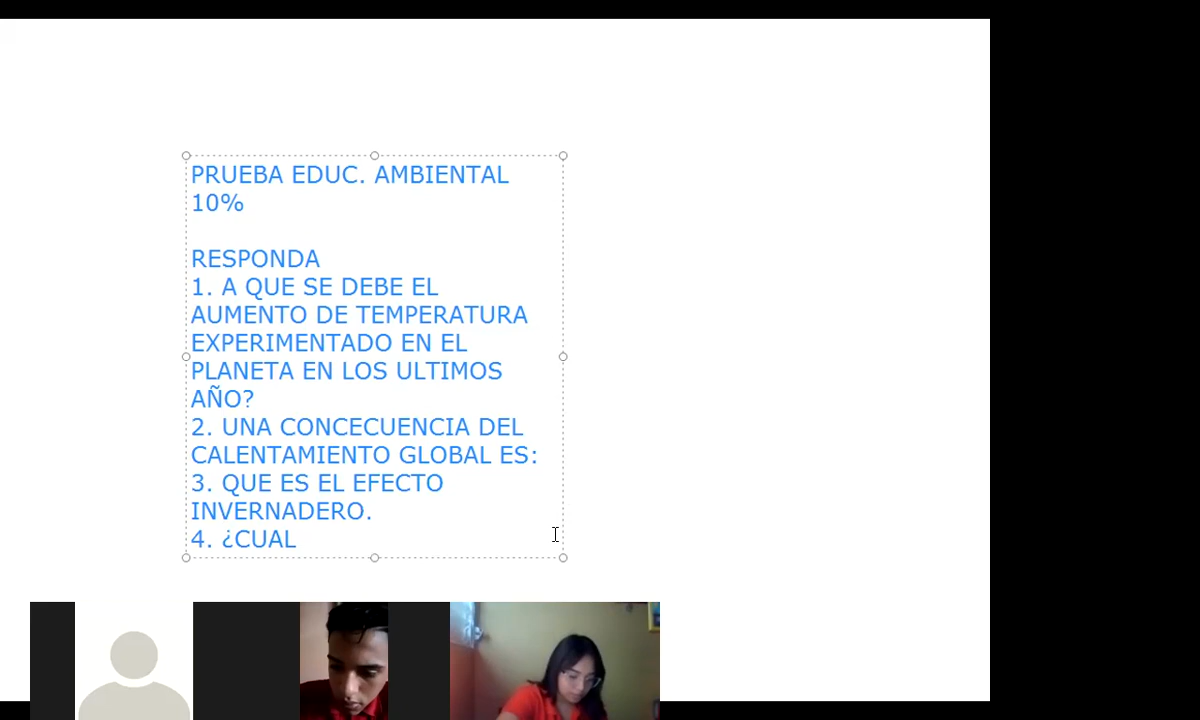 PRUEBA EDUC. AMBIENTAL
10%
RESPONDA
1. A QUE SE DEBE EL
AUMENTO DE TEMPERATURA
EXPERIMENTADO EN EL
PLANETA EN LOS ULTIMOS
AÑO?
2. UNA CONCECUENCIA DEL
CALENTAMIENTO GLOBAL ES:
3. QUE ES EL EFECTO
INVERNADERO.
4. ¿CUAL